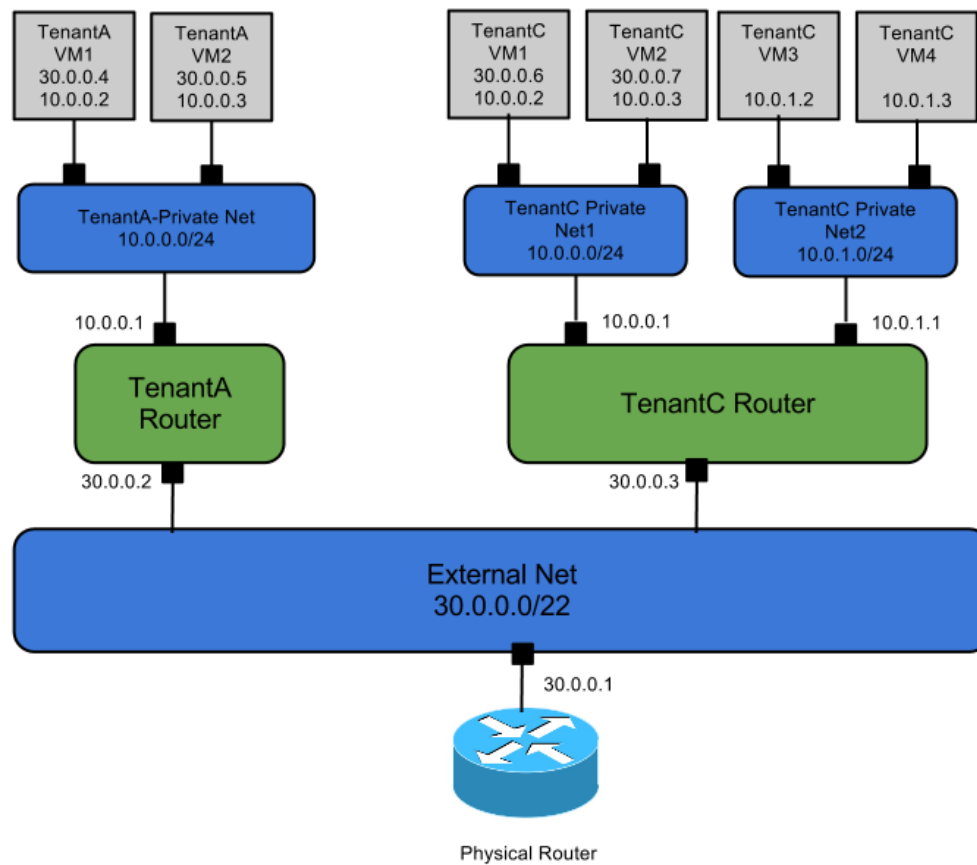 TenantA
VM1
30.0.0.4
10.0.0.2
TenantA
VM2
30.0.0.5
10.0.0.3
TenantC
VM1
30.0.0.6
10.0.0.2
TenantC
VM2
30.0.0.7
10.0.0.3
TenantC
VM3
10.0.1.2
TenantC
VM4
10.0.1.3
TenantA-Private Net
10.0.0.0/24
TenantC Private
Net1
10.0.0.0/24
TenantC Private
Net2
10.0.1.0/24
10.0.0.1
10.0.0.1
10.0.1.1
TenantA
Router
TenantC Router
30.0.0.2
30.0.0.3
External Net
30.0.0.0/22
30.0.0.1
Physical Router